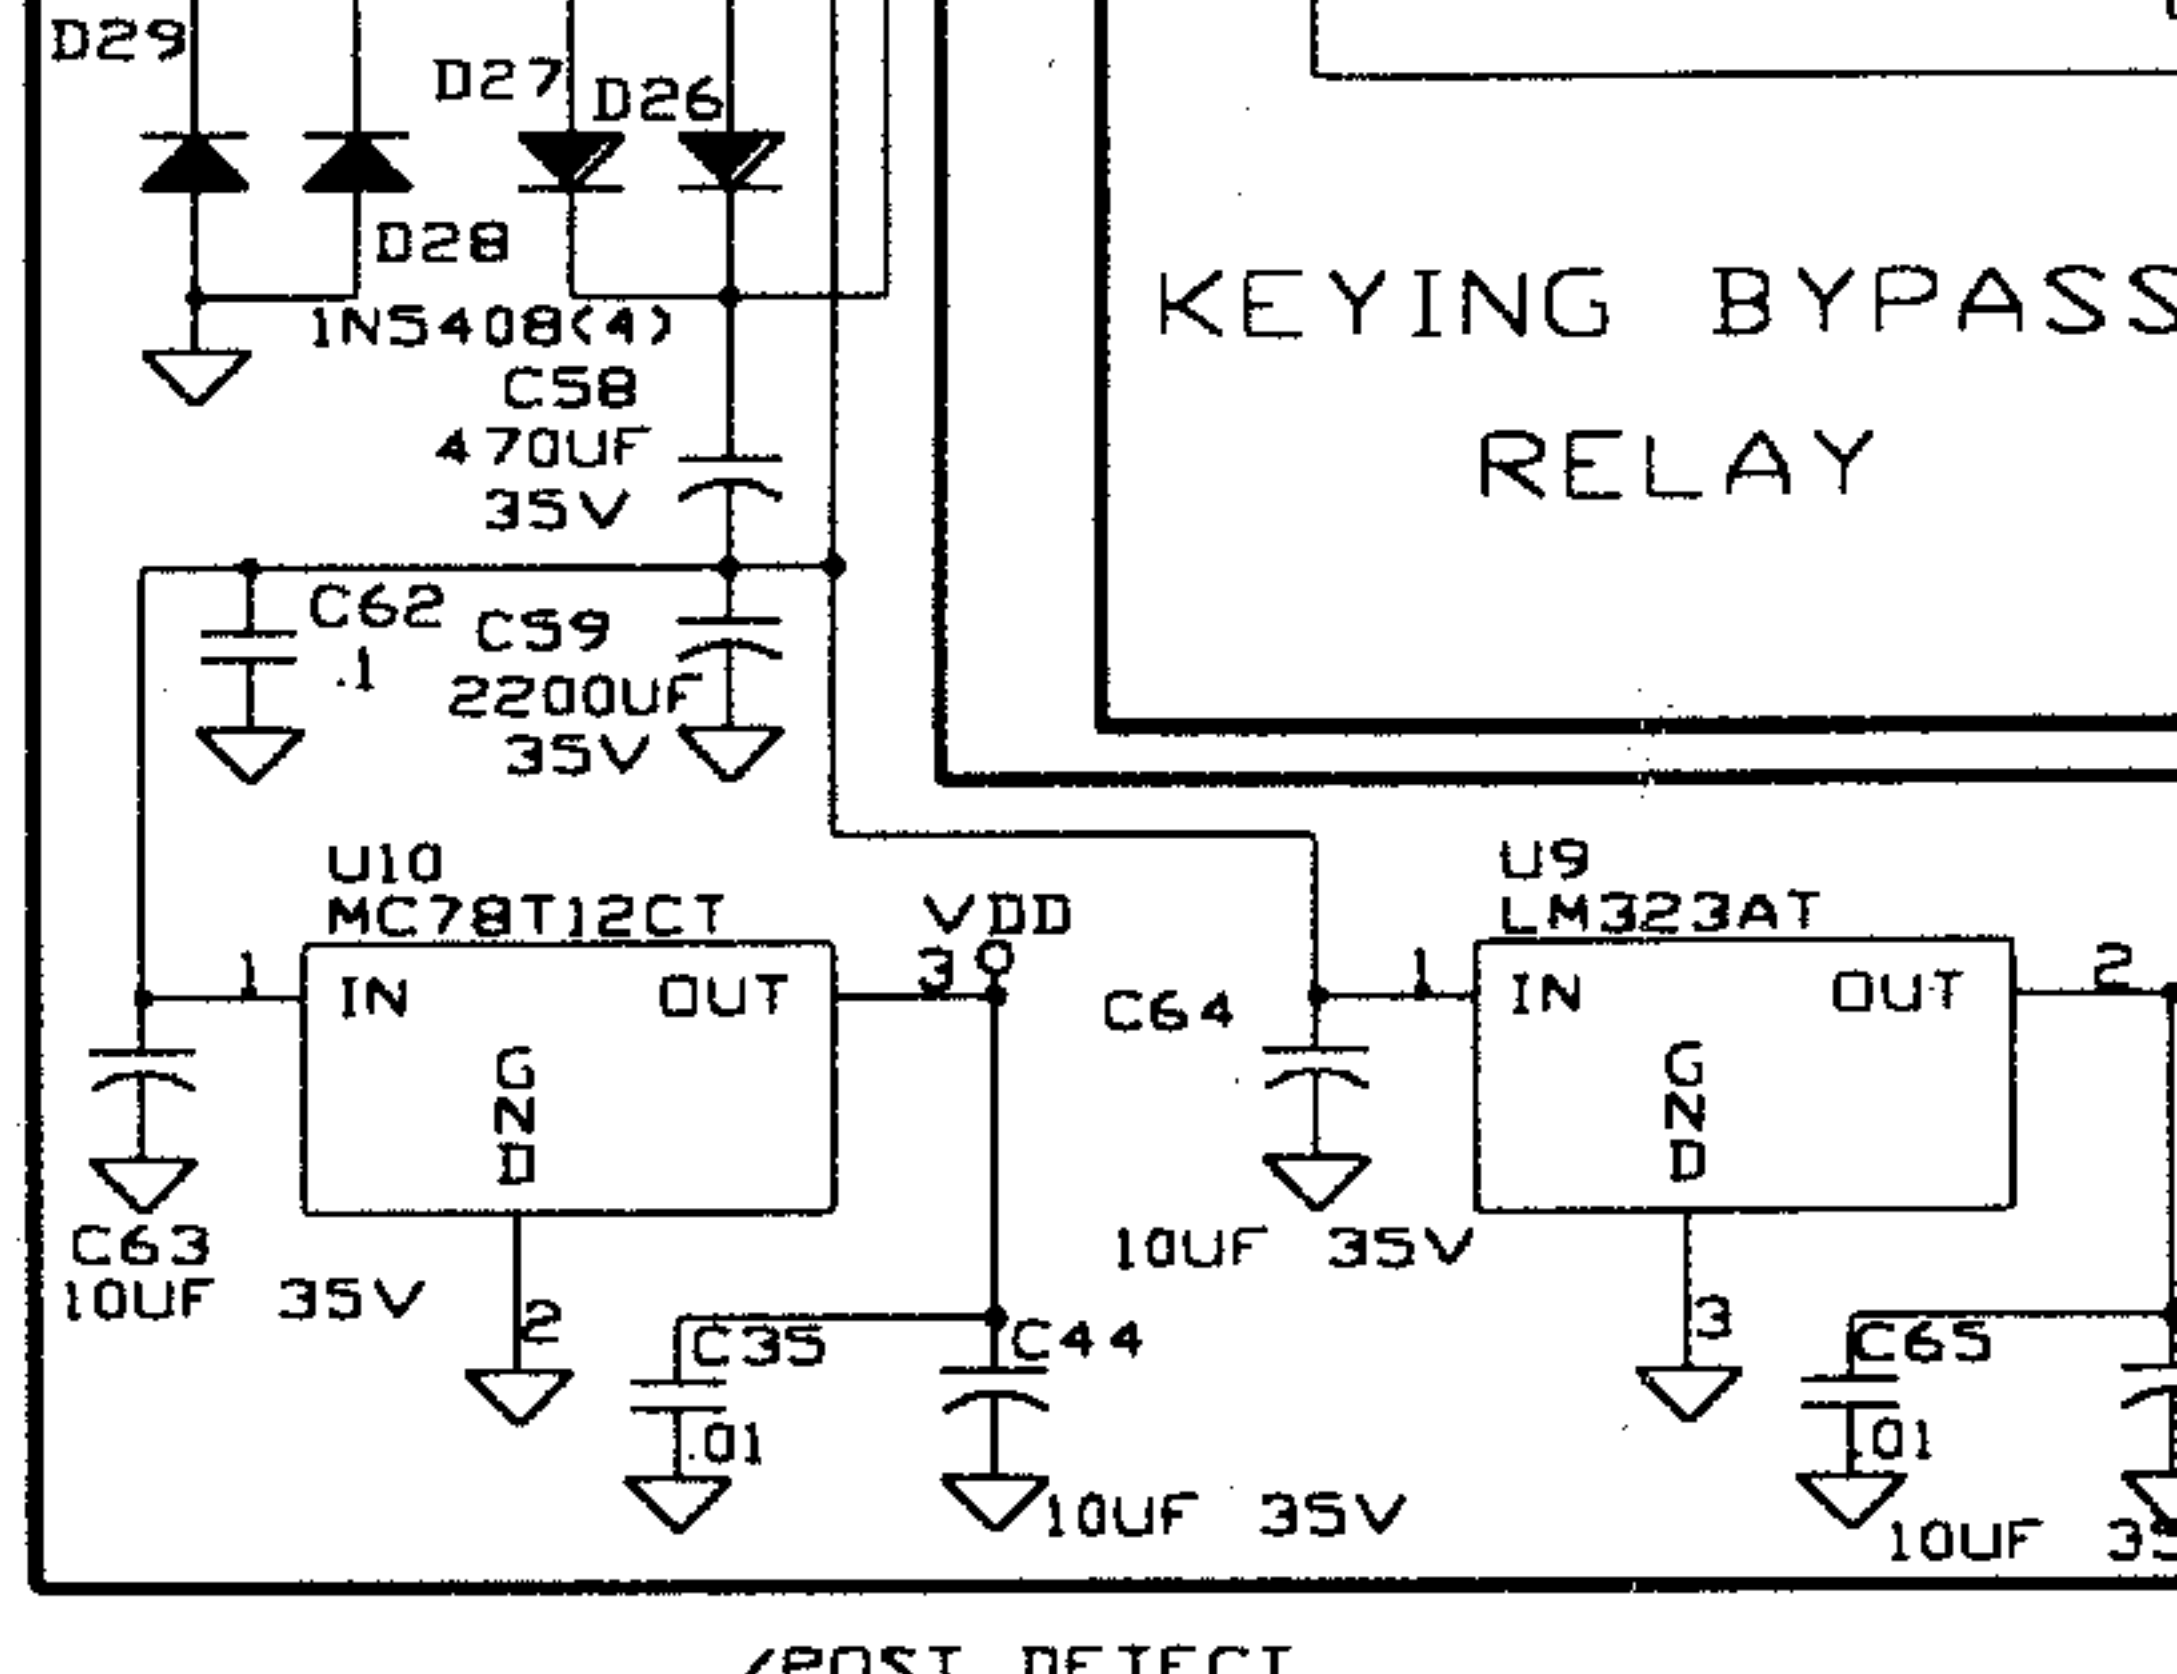 D29
D27
D26
D28
1N5408(4)
C58
470UF
35V
KEYING BYPASS
RELAY
C62
.1
C59
2200UF
35V
U10
MC78T12CT
VDD
U9
LM323AT
1
IN
OUT
3
GND
C64
1
IN
OUT
2
GND
C63
10UF 35V
2
10UF 35V
3
C35
.01
C44
10UF 35V
C65
.01
10UF